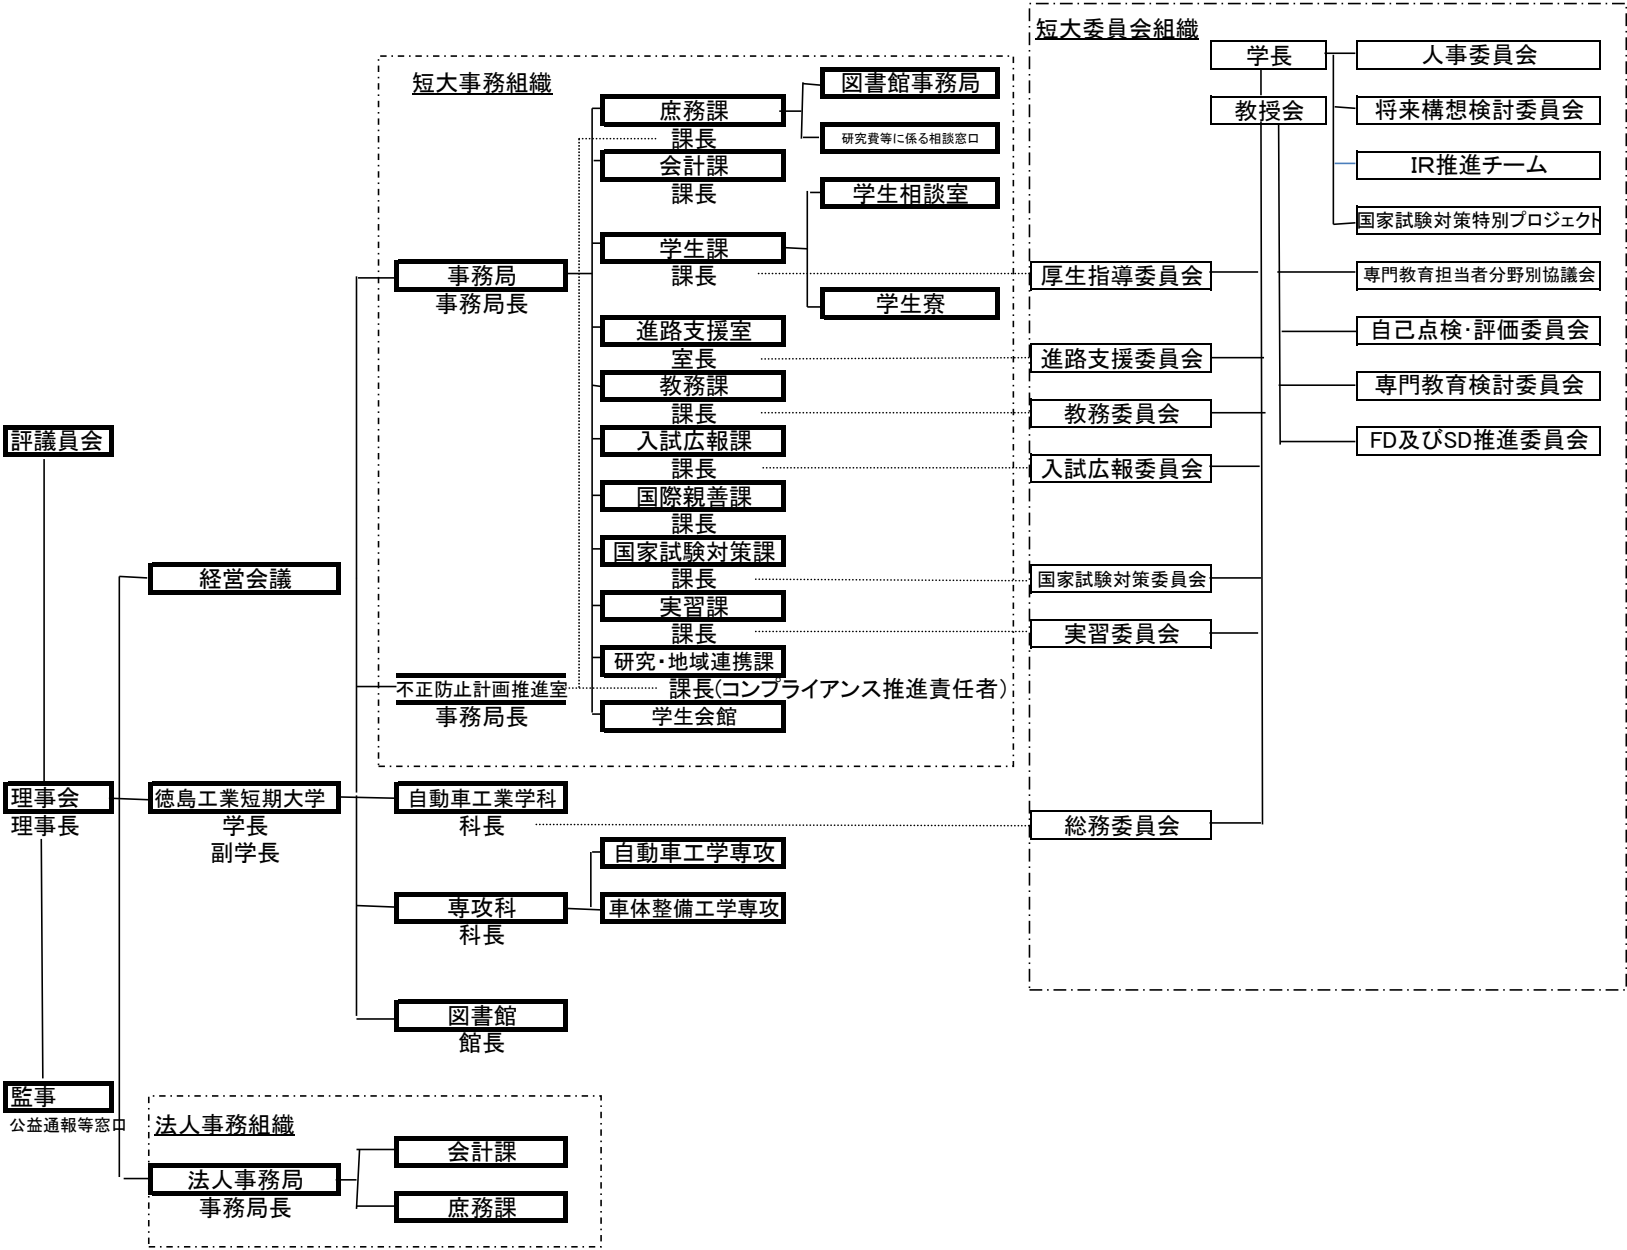 評議員会
理事会
理事長
監事
公益通報等窓口
経営会議
徳島工業短期大学
学長
副学長
法人事務組織
法人事務局
事務局長
会計課
庶務課
短大事務組織
事務局
事務局長
不正防止計画推進室
事務局長
自動車工業学科
科長
専攻科
科長
図書館
館長
庶務課
課長
会計課
課長
学生課
課長
進路支援室
室長
教務課
課長
入試広報課
課長
国際親善課
課長
国家試験対策課
課長
実習課
課長
研究・地域連携課
課長(コンプライアンス推進責任者)
学生会館
自動車工学専攻
車体整備工学専攻
図書館事務局
研究費等に係る相談窓口
学生相談室
学生寮
短大委員会組織
学長
教授会
厚生指導委員会
進路支援委員会
教務委員会
入試広報委員会
国家試験対策委員会
実習委員会
総務委員会
人事委員会
将来構想検討委員会
IR推進チーム
国家試験対策特別プロジェクト
専門教育担当者分野別協議会
自己点検・評価委員会
専門教育検討委員会
FD及びSD推進委員会